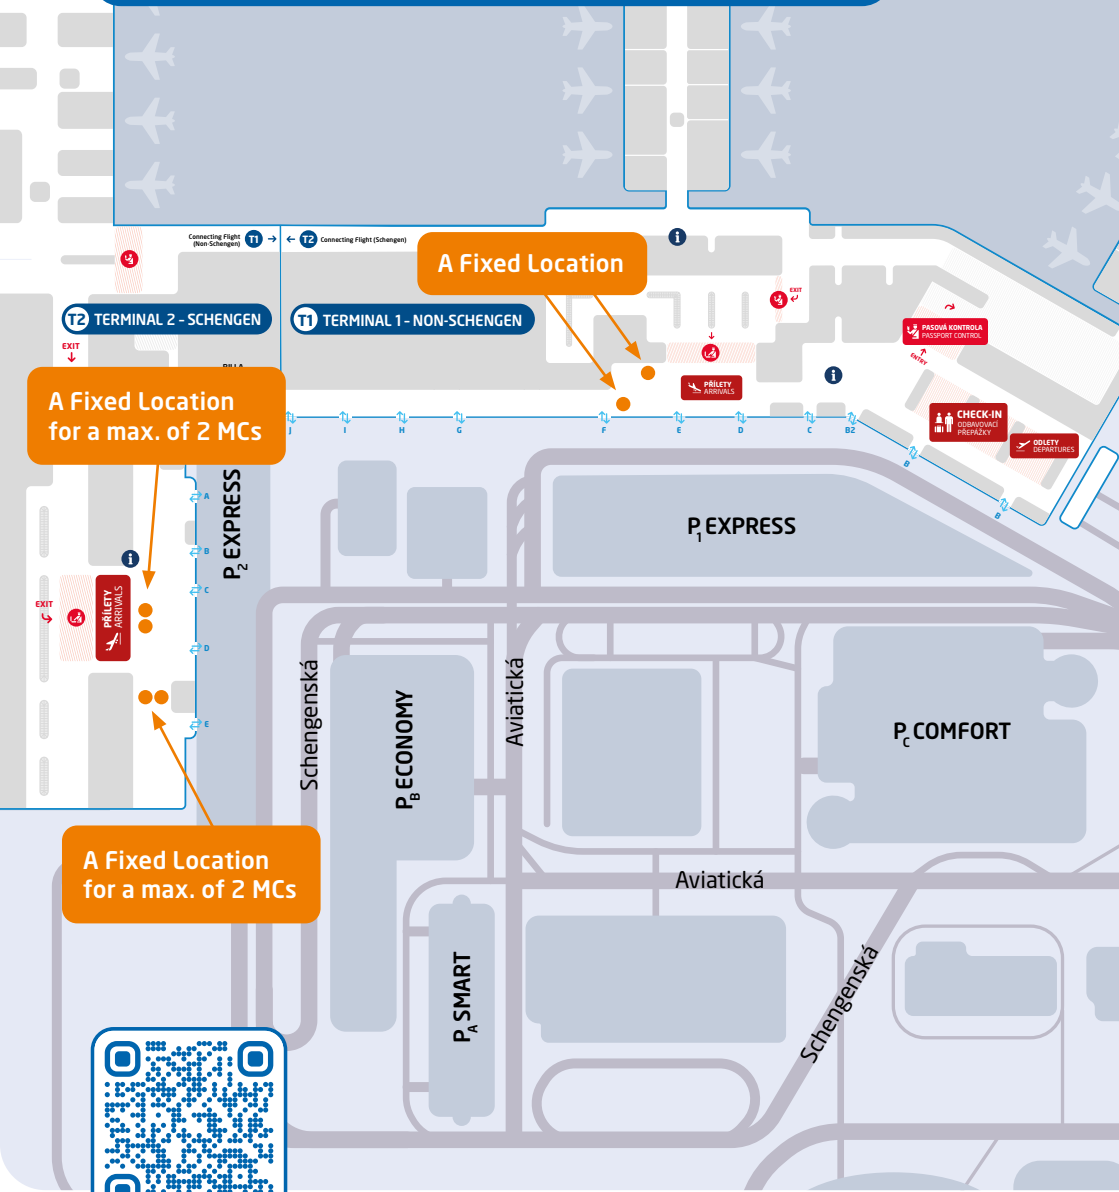 Connecting Flight
(Non-Schengen)
T1
T2
Connecting Flight (Schengen)
A Fixed Location
EXIT
T2 TERMINAL 2 – SCHENGEN
T1 TERMINAL 1 – NON-SCHENGEN
PASOVÁ KONTROLA
PASSPORT CONTROL
ENTRY
EXIT
PŘÍLETY
ARRIVALS
A Fixed Location
for a max. of 2 MCs
CHECK-IN
ODBAVOVACÍ
PŘEPÁŽKY
ODLETY
DEPARTURES
J
I
H
G
F
E
D
C
B2
B
B
A
B
C
D
E
P2 EXPRESS
P1 EXPRESS
EXIT
PŘÍLETY
ARRIVALS
Schengenská
PB ECONOMY
Aviatická
PC COMFORT
A Fixed Location
for a max. of 2 MCs
Aviatická
PA SMART
Schengenská